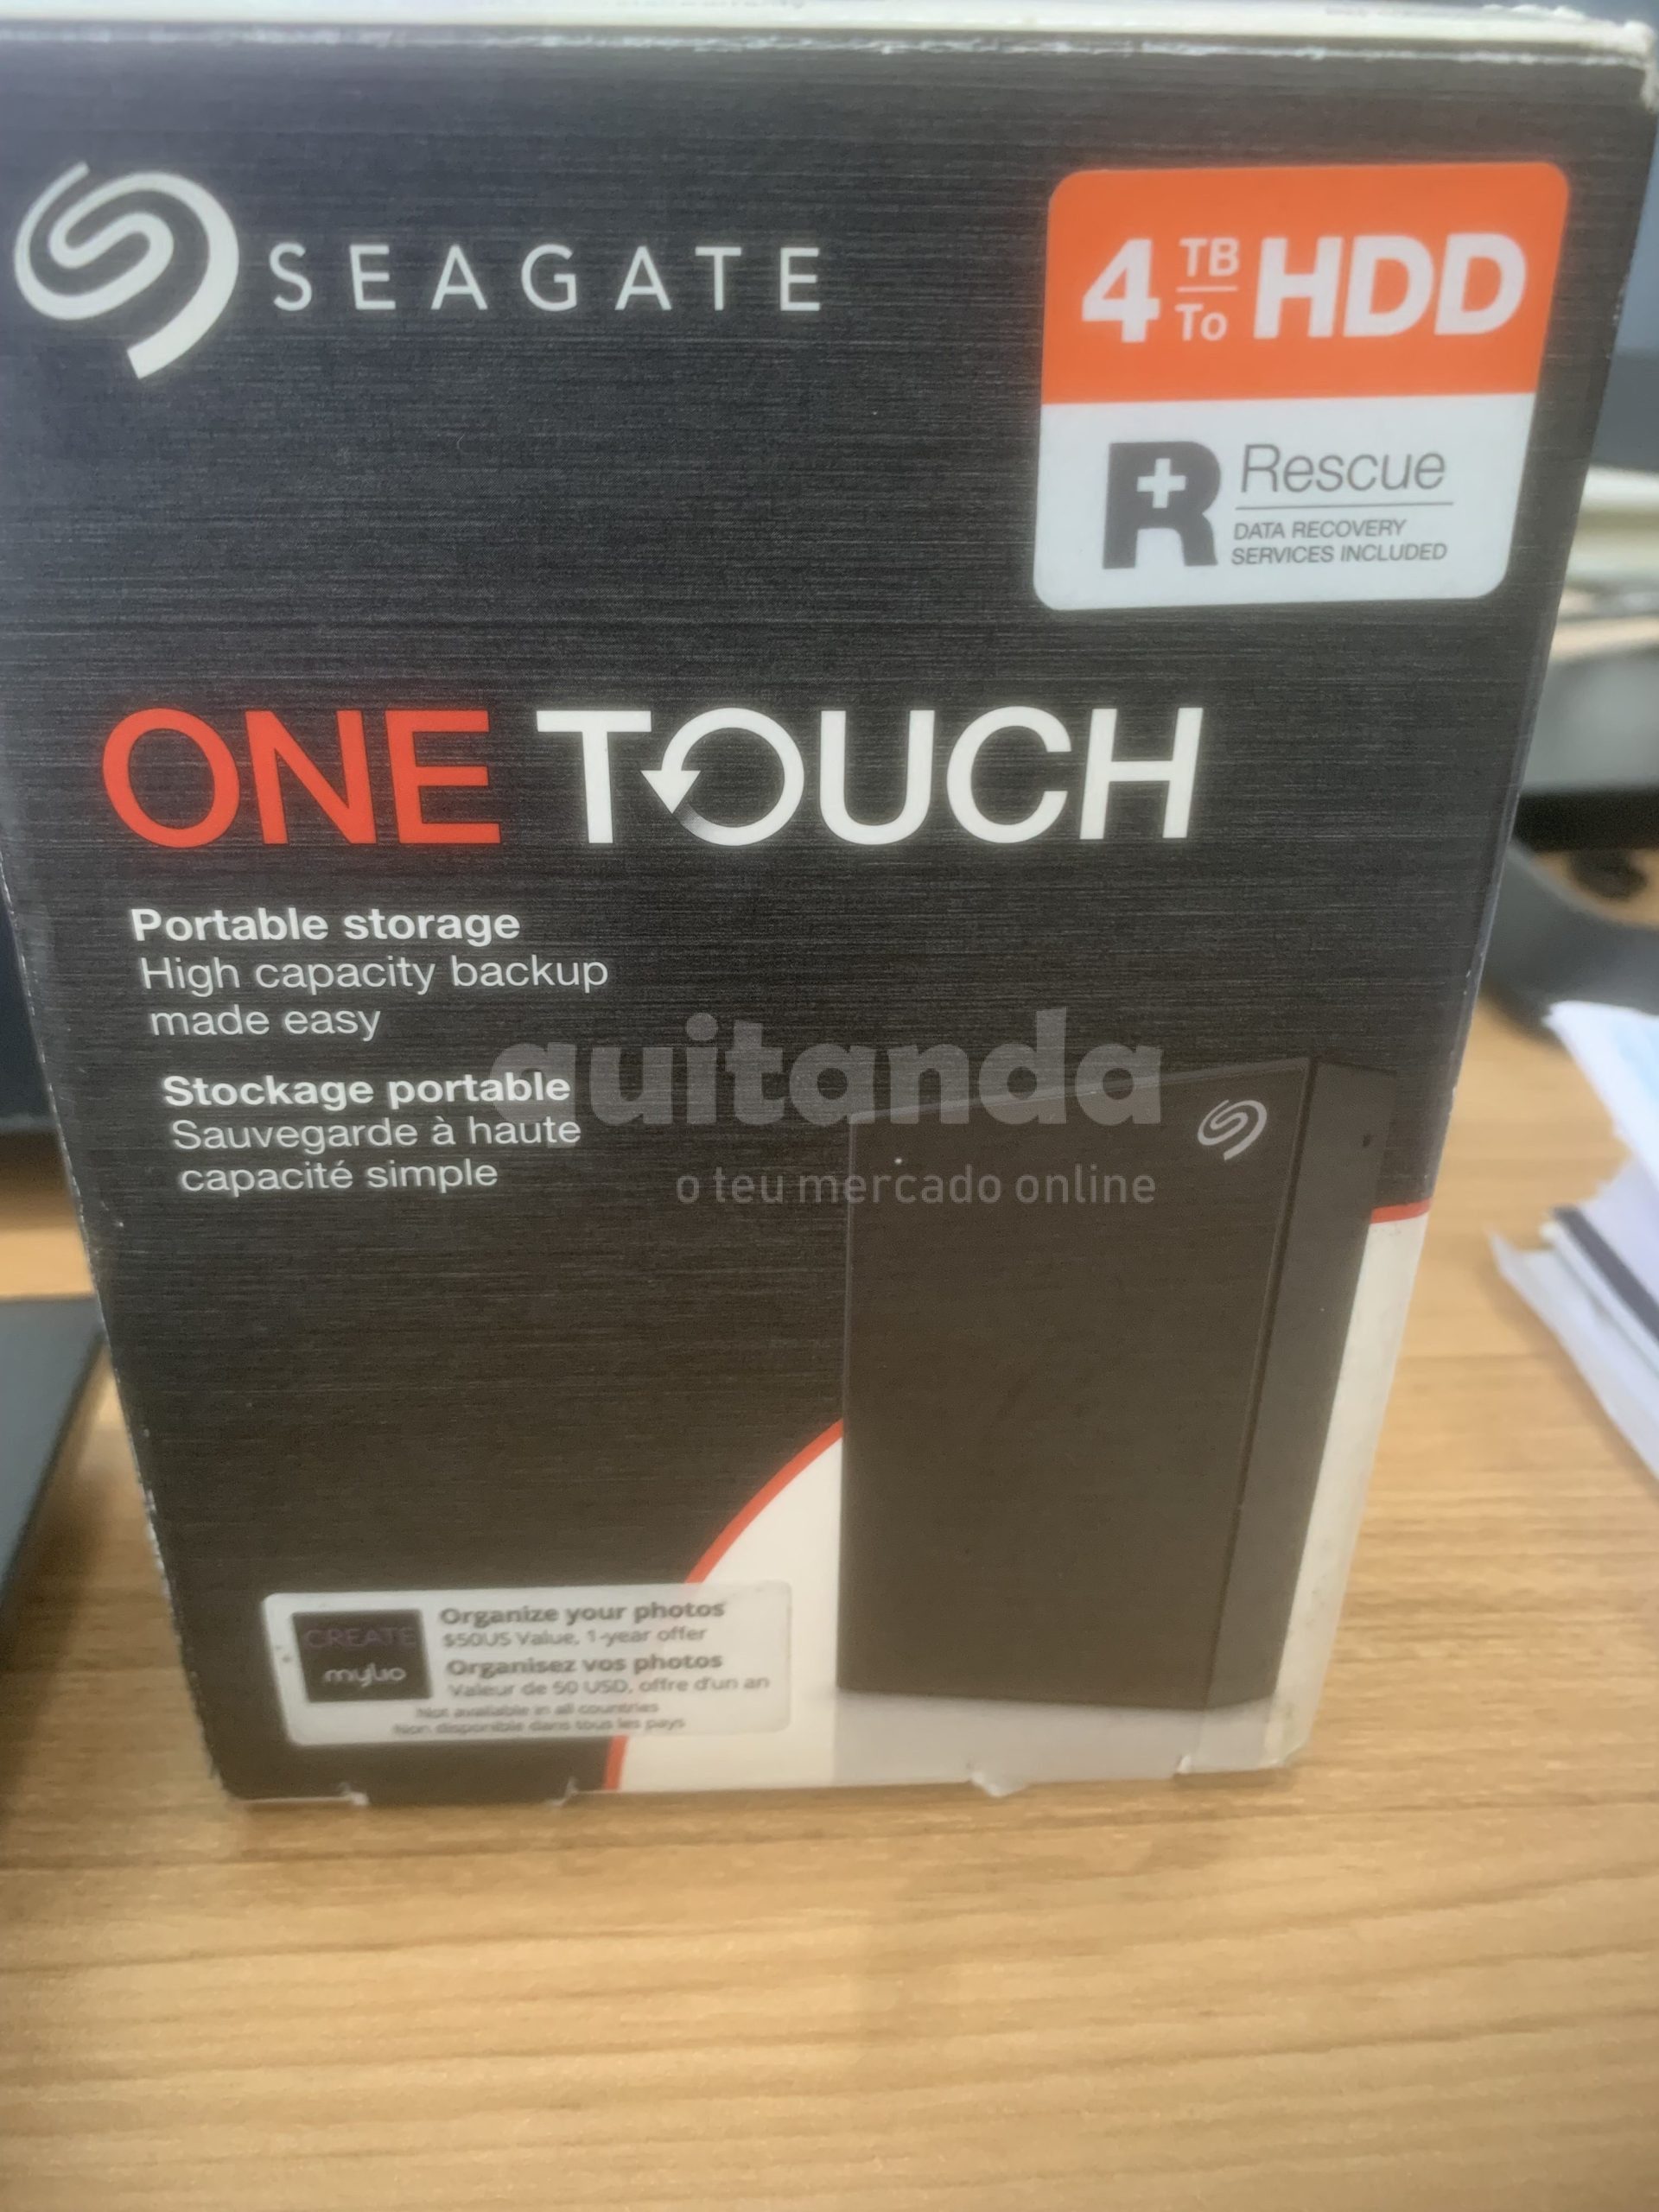 SEAGATE
4 TB To HDD
R Rescue
DATA RECOVERY
SERVICES INCLUDED
ONE TOUCH
Portable storage
High capacity backup
made easy
Stockage portable
Sauvegarde à haute
capacité simple
quitanda
o teu mercado online
CREATE
mylio
Organize your photos
$50US Value, 1-year offer
Organisez vos photos
Valeur de 50 USD, offre d'un an
Not available in all countries
Non disponible dans tous les pays